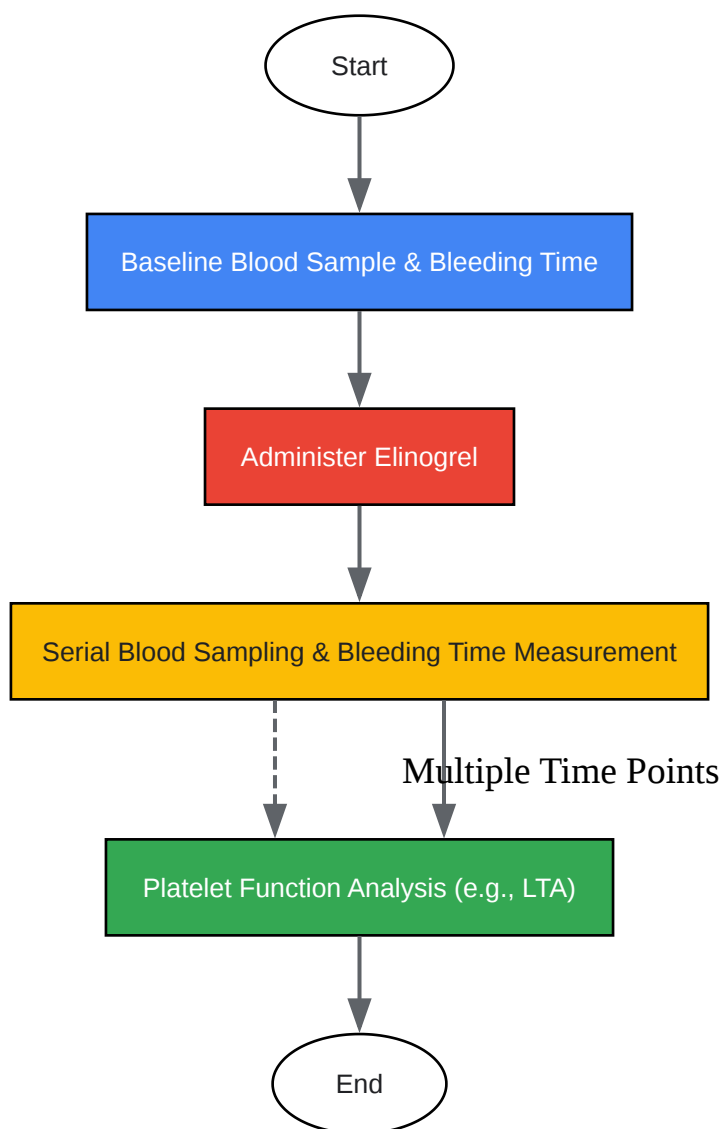 Start
Baseline Blood Sample & Bleeding Time
Administer Elinogrel
Serial Blood Sampling & Bleeding Time Measurement
Multiple Time Points
Platelet Function Analysis (e.g., LTA)
End